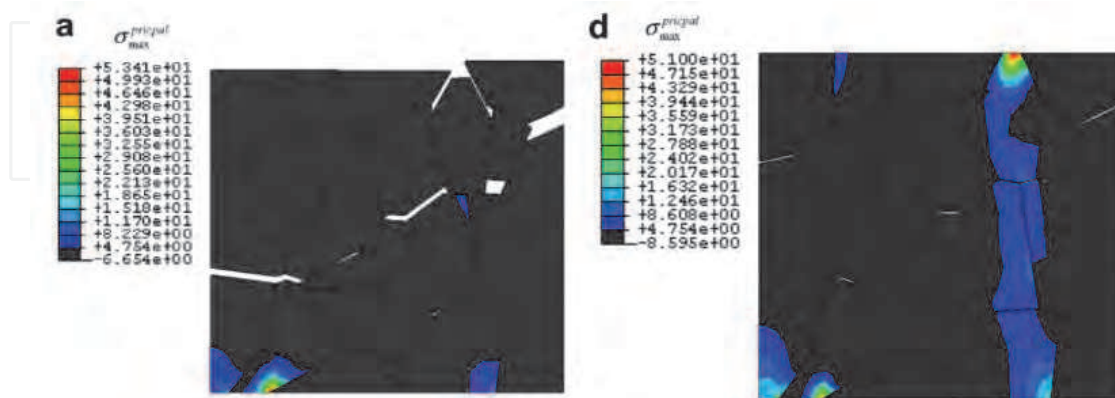 a
σ pricpal max
+5.341e+01
+4.993e+01
+4.646e+01
+4.298e+01
+3.951e+01
+3.603e+01
+3.255e+01
+2.908e+01
+2.560e+01
+2.213e+01
+1.865e+01
+1.518e+01
+1.170e+01
+8.229e+00
+4.754e+00
-6.654e+00
d
σ pricpal max
+5.100e+01
+4.715e+01
+4.329e+01
+3.944e+01
+3.559e+01
+3.173e+01
+2.788e+01
+2.402e+01
+2.017e+01
+1.632e+01
+1.246e+01
+8.608e+00
+4.754e+00
-8.595e+00